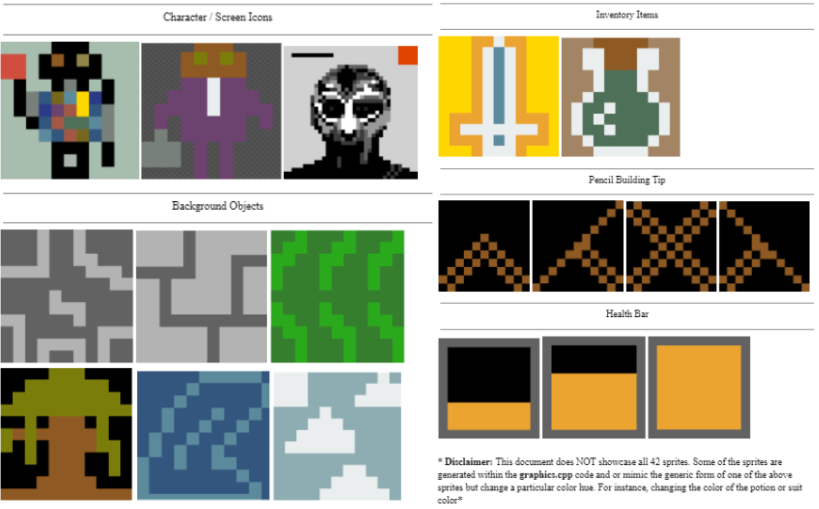 Character / Screen Icons
Background Objects
Inventory Items
Pencil Building Tip
Health Bar
* Disclaimer: This document does NOT showcase all 42 sprites. Some of the sprites are
generated within the graphics.cpp code and or mimic the generic form of one of the above
sprites but change a particular color hue. For instance, changing the color of the potion or suit
color*